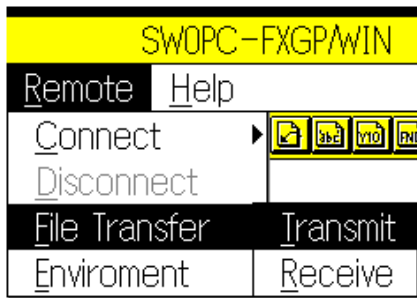 SW0PC-FXGP/WIN
Remote Help
Connect
Disconnect
File Transfer Transmit
Enviroment Receive